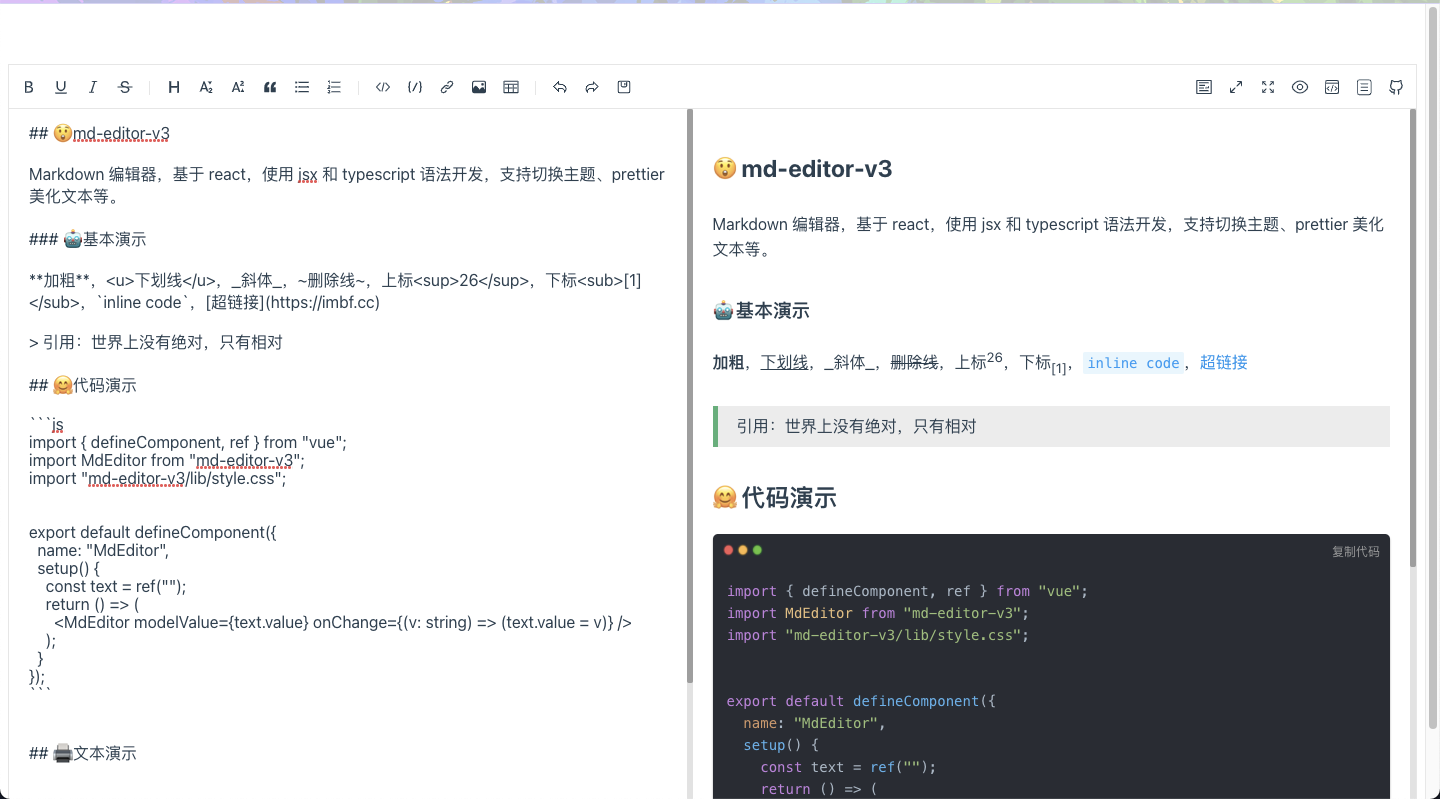 ## 😲md-editor-v3
Markdown 编辑器，基于 react，使用 jsx 和 typescript 语法开发，支持切换主题、prettier
美化文本等。
### 🤖基本演示
**加粗**，<u>下划线</u>，_斜体_，~删除线~，上标<sup>26</sup>，下标<sub>[1]
</sub>，`inline code`，[超链接](https://imbf.cc)
> 引用：世界上没有绝对，只有相对
## 🤗代码演示
```js
import { defineComponent, ref } from "vue";
import MdEditor from "md-editor-v3";
import "md-editor-v3/lib/style.css";
export default defineComponent({
  name: "MdEditor",
  setup() {
    const text = ref("");
    return () => (
      <MdEditor modelValue={text.value} onChange={(v: string) => (text.value = v)} />
    );
  }
});
```
## 🖨️文本演示
😲 md-editor-v3
Markdown 编辑器，基于 react，使用 jsx 和 typescript 语法开发，支持切换主题、prettier 美化
文本等。
🤖基本演示
加粗，下划线，_斜体_，删除线，上标26，下标[1]，inline code，超链接
引用：世界上没有绝对，只有相对
🤗 代码演示
复制代码
import { defineComponent, ref } from "vue";
import MdEditor from "md-editor-v3";
import "md-editor-v3/lib/style.css";
export default defineComponent({
  name: "MdEditor",
  setup() {
    const text = ref("");
    return () => (